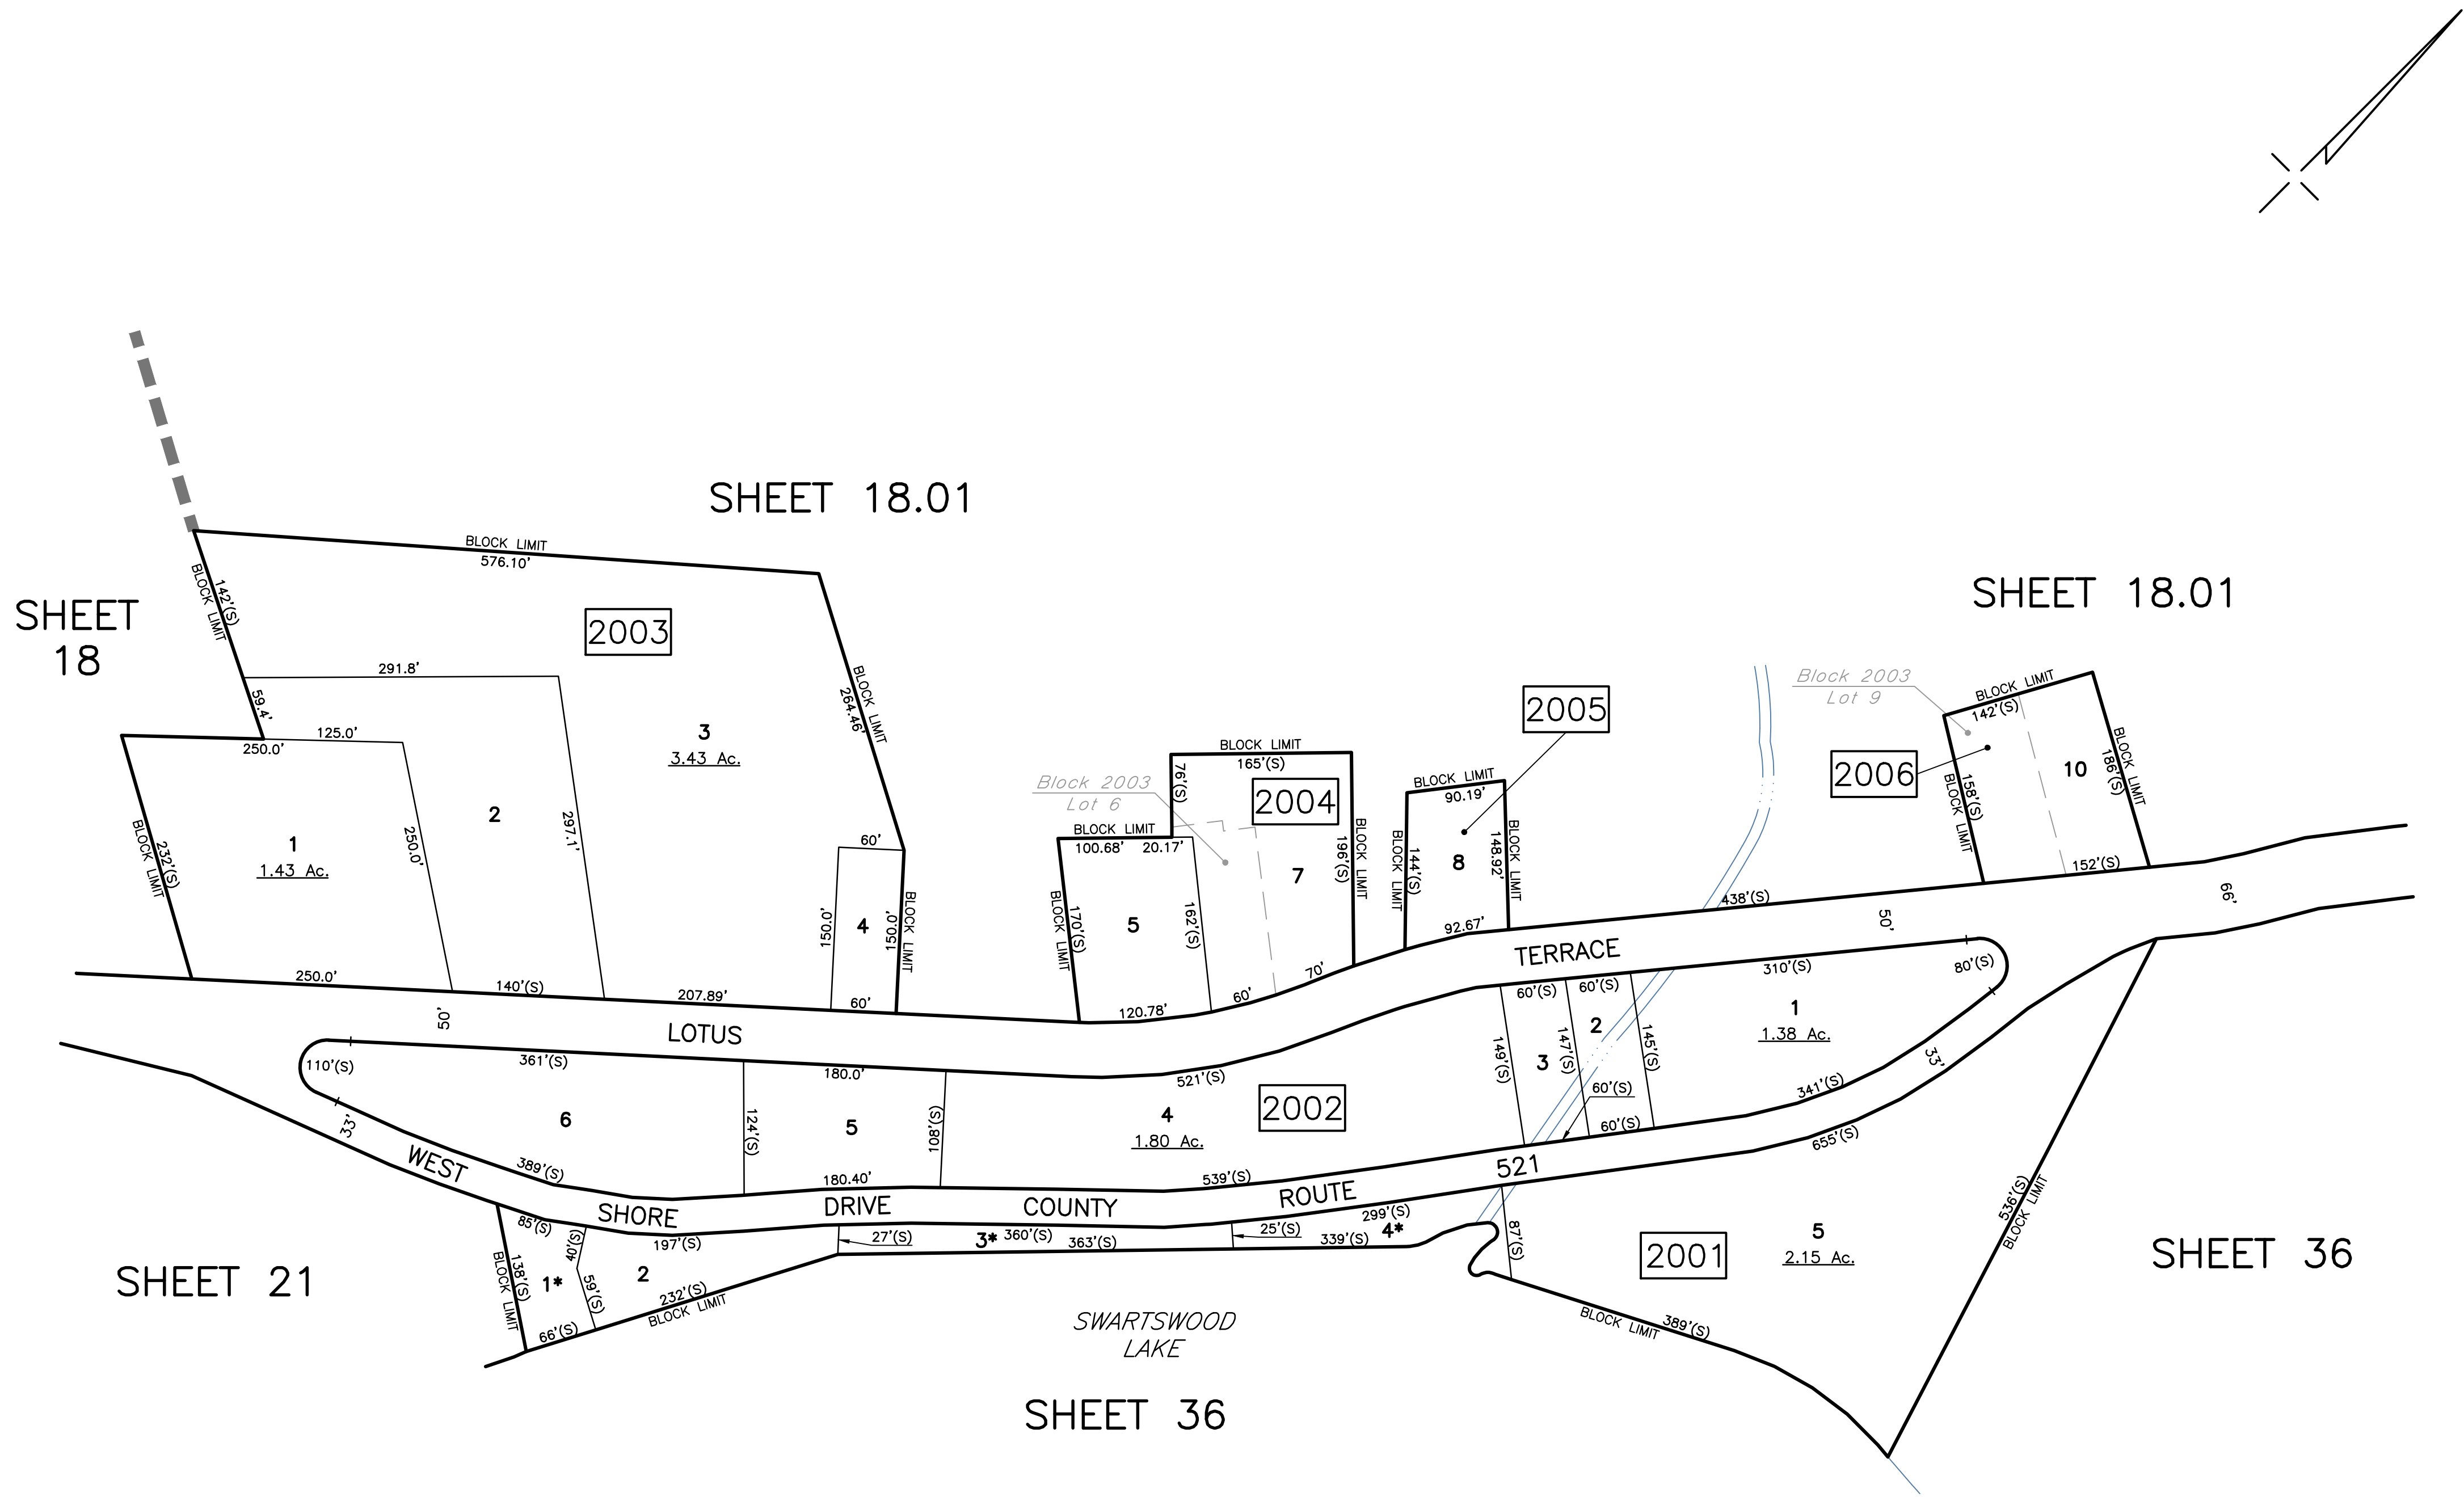 SHEET 18.01
BLOCK LIMIT
576.10'
BLOCK LIMIT
142'(S)
SHEET
18
2003
SHEET 18.01
291.8'
59.4'
125.0'
250.0'
BLOCK LIMIT
264.46'
3
3.43 Ac.
2
1
1.43 Ac.
BLOCK LIMIT
232'(S)
250.0'
297.1'
60'
4
150.0'
150.0'
BLOCK LIMIT
Block 2003
Lot 6
BLOCK LIMIT
165'(S)
76'(S)
2004
BLOCK LIMIT
100.68'
20.17'
BLOCK LIMIT
170'(S)
5
162'(S)
7
196'(S)
BLOCK LIMIT
2005
BLOCK LIMIT
90.19'
BLOCK LIMIT
144'(S)
8
148.92'
BLOCK LIMIT
92.67'
Block 2003
Lot 9
2006
BLOCK LIMIT
142'(S)
158'(S)
BLOCK LIMIT
10
186'(S)
BLOCK LIMIT
152'(S)
438'(S)
50'
66'
250.0'
140'(S)
207.89'
60'
120.78'
60'
70'
50'
LOTUS
TERRACE
110'(S)
361'(S)
180.0'
521'(S)
60'(S)
60'(S)
310'(S)
80'(S)
33'
6
124'(S)
5
108'(S)
4
1.80 Ac.
2002
149'(S)
3
147'(S)
2
145'(S)
1
1.38 Ac.
60'(S)
60'(S)
341'(S)
33'
389'(S)
180.40'
539'(S)
655'(S)
WEST
SHORE
DRIVE
COUNTY
ROUTE
521
85'(S)
40'(S)
197'(S)
27'(S)
3*
360'(S)
363'(S)
25'(S)
299'(S)
4*
339'(S)
87'(S)
BLOCK LIMIT
138'(S)
1*
59'(S)
2
66'(S)
232'(S)
BLOCK LIMIT
2001
5
2.15 Ac.
536'(S)
BLOCK LIMIT
BLOCK LIMIT
389'(S)
SHEET 21
SHEET 36
SWARTSWOOD
LAKE
SHEET 36